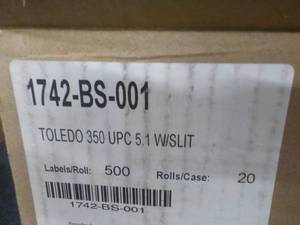 1742-BS-001
TOLEDO 350 UPC 5.1 W/SLIT
Labels/Roll: 500 Rolls/Case: 20
1742-BS-001